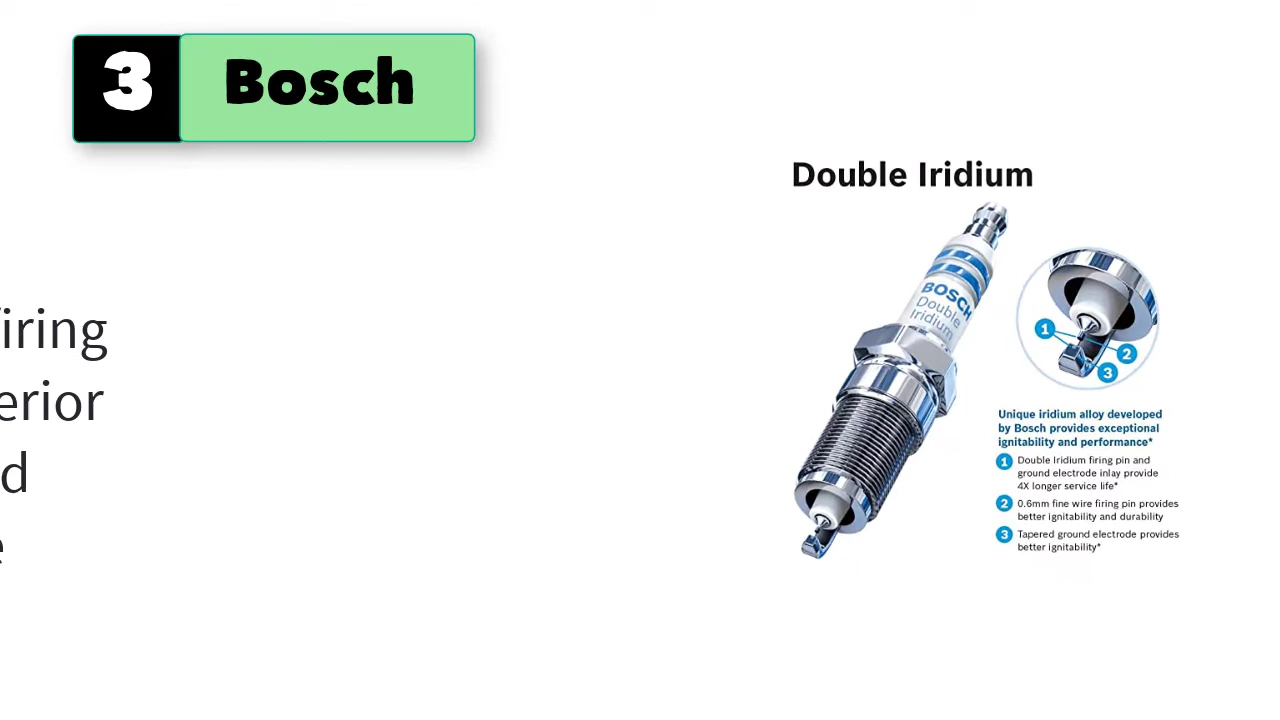 3 Bosch
Double Iridium
iring
erior
d
e
BOSCH
Double
Iridium
1
2
3
Unique iridium alloy developed
by Bosch provides exceptional
ignitability and performance*
1 Double Iridium firing pin and
ground electrode inlay provide
4X longer service life*
2 0.6mm fine wire firing pin provides
better ignitability and durability
3 Tapered ground electrode provides
better ignitability*